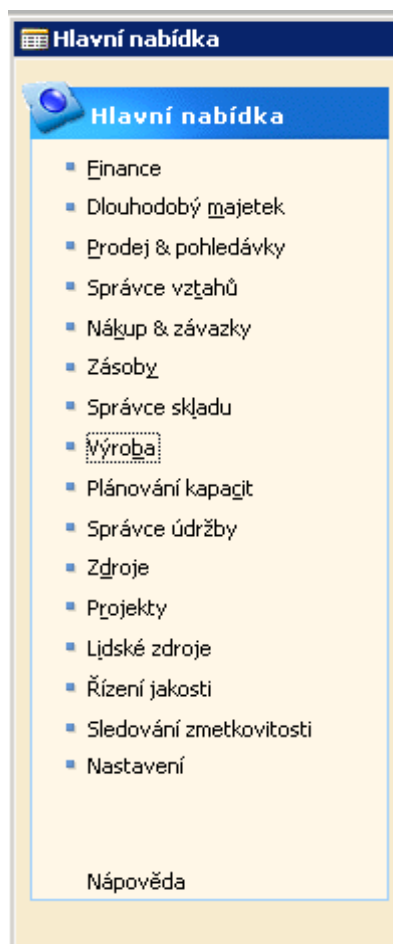 Hlavní nabídka
Hlavní nabídka
Finance
Dlouhodobý majetek
Prodej & pohledávky
Správce vztahů
Nákup & závazky
Zásoby
Správce skladu
Výroba
Plánování kapacit
Správce údržby
Zdroje
Projekty
Lidské zdroje
Řízení jakosti
Sledování zmetkovitosti
Nastavení
Nápověda